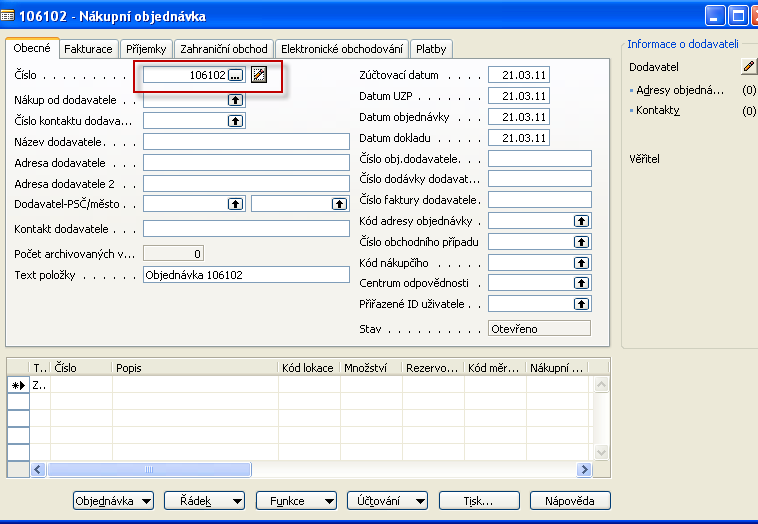 106102 - Nákupní objednávka
Obecné Fakturace Příjemky Zahraniční obchod Elektronické obchodování Platby
Číslo . . . . . . . . . 106102 ...
Nákup od dodavatele . .
Číslo kontaktu dodava...
Název dodavatele . . . .
Adresa dodavatele . . .
Adresa dodavatele 2 . .
Dodavatel-PSČ/město . .
Kontakt dodavatele . . .
Počet archivovaných v... 0
Text položky . . . . . . Objednávka 106102
Zúčtovací datum . . . . 21.03.11
Datum UZP . . . . . . . 21.03.11
Datum objednávky . . . 21.03.11
Datum dokladu . . . . . 21.03.11
Číslo obj.dodavatele. . .
Číslo dodávky dodavat...
Číslo faktury dodavatele.
Kód adresy objednávky .
Číslo obchodního případu
Kód nákupčího . . . . .
Centrum odpovědnosti .
Přiřazené ID uživatele . .
Stav . . . . . . . . . . Otevřeno
Informace o dodavateli
Dodavatel
Adresy objedná... (0)
Kontakty (0)
Věřitel
T... Číslo Popis Kód lokace Množství Rezervo... Kód měr... Nákupní ...
Z..
Objednávka Řádek Funkce Účtování Tisk... Nápověda